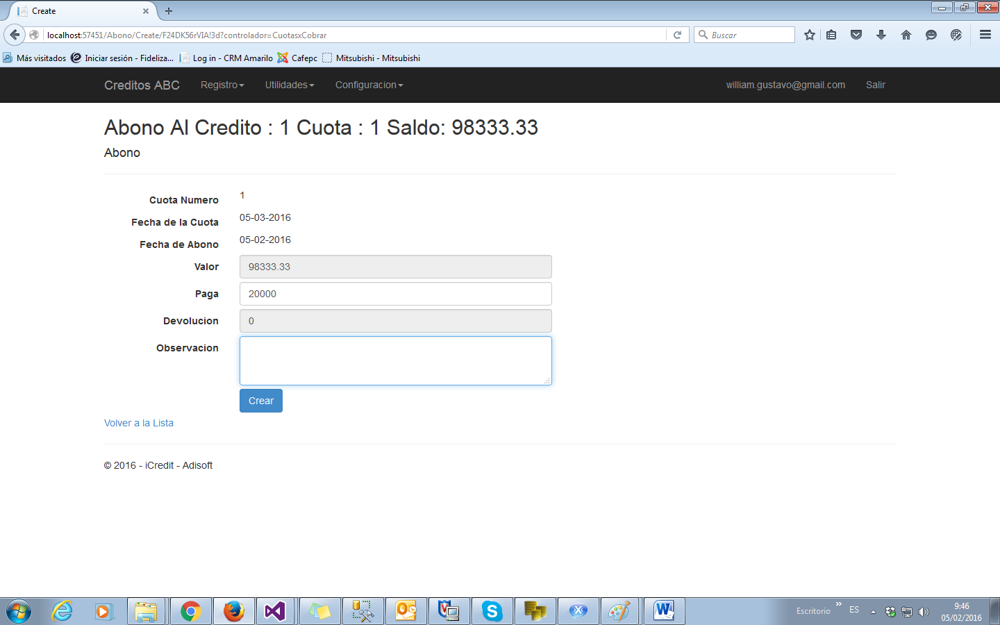 Create
localhost:57451/Abono/Create/F24DK56rVIA!3d?controlador=CuotasxCobrar
Buscar
Más visitados Iniciar sesión - Fideliza... Log in - CRM Amarilo Cafepc Mitsubishi - Mitsubishi
Creditos ABC Registro Utilidades Configuracion william.gustavo@gmail.com Salir
Abono Al Credito : 1 Cuota : 1 Saldo: 98333.33
Abono
Cuota Numero 1
Fecha de la Cuota 05-03-2016
Fecha de Abono 05-02-2016
Valor 98333.33
Paga 20000
Devolucion 0
Observacion
Crear
Volver a la Lista
© 2016 - iCredit - Adisoft
Escritorio » ES 9:46
05/02/2016